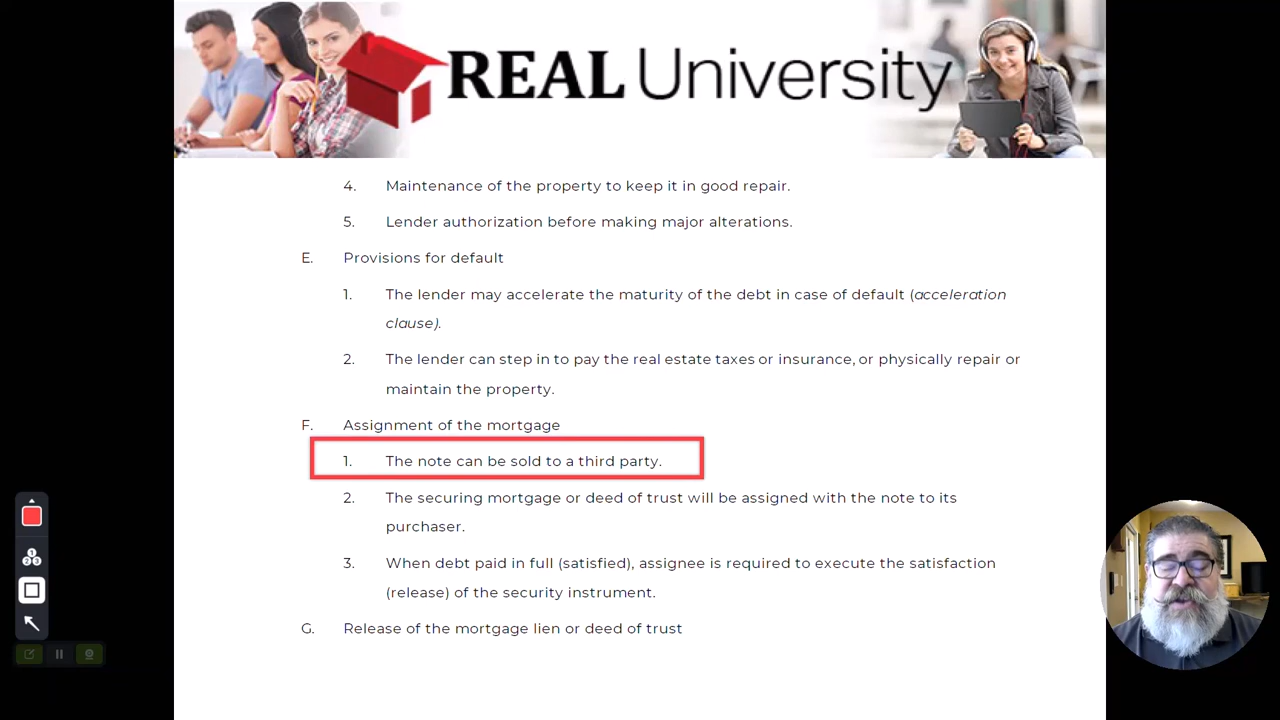 REAL University
4. Maintenance of the property to keep it in good repair.
5. Lender authorization before making major alterations.
E. Provisions for default
1. The lender may accelerate the maturity of the debt in case of default (acceleration
clause).
2. The lender can step in to pay the real estate taxes or insurance, or physically repair or
maintain the property.
F. Assignment of the mortgage
1. The note can be sold to a third party.
2. The securing mortgage or deed of trust will be assigned with the note to its
purchaser.
3. When debt paid in full (satisfied), assignee is required to execute the satisfaction
(release) of the security instrument.
G. Release of the mortgage lien or deed of trust